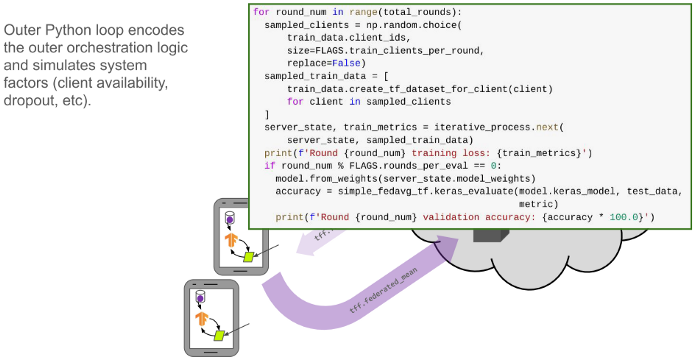 Outer Python loop encodes
the outer orchestration logic
and simulates system
factors (client availability,
dropout, etc).
for round_num in range(total_rounds):
  sampled_clients = np.random.choice(
      train_data.client_ids,
      size=FLAGS.train_clients_per_round,
      replace=False)
  sampled_train_data = [
      train_data.create_tf_dataset_for_client(client)
      for client in sampled_clients
  ]
  server_state, train_metrics = iterative_process.next(
      server_state, sampled_train_data)
  print(f'Round {round_num} training loss: {train_metrics}')
  if round_num % FLAGS.rounds_per_eval == 0:
    model.from_weights(server_state.model_weights)
    accuracy = simple_fedavg_tf.keras_evaluate(model.keras_model, test_data,
                                               metric)
    print(f'Round {round_num} validation accuracy: {accuracy * 100.0}')
tff.
tff.federated_mean